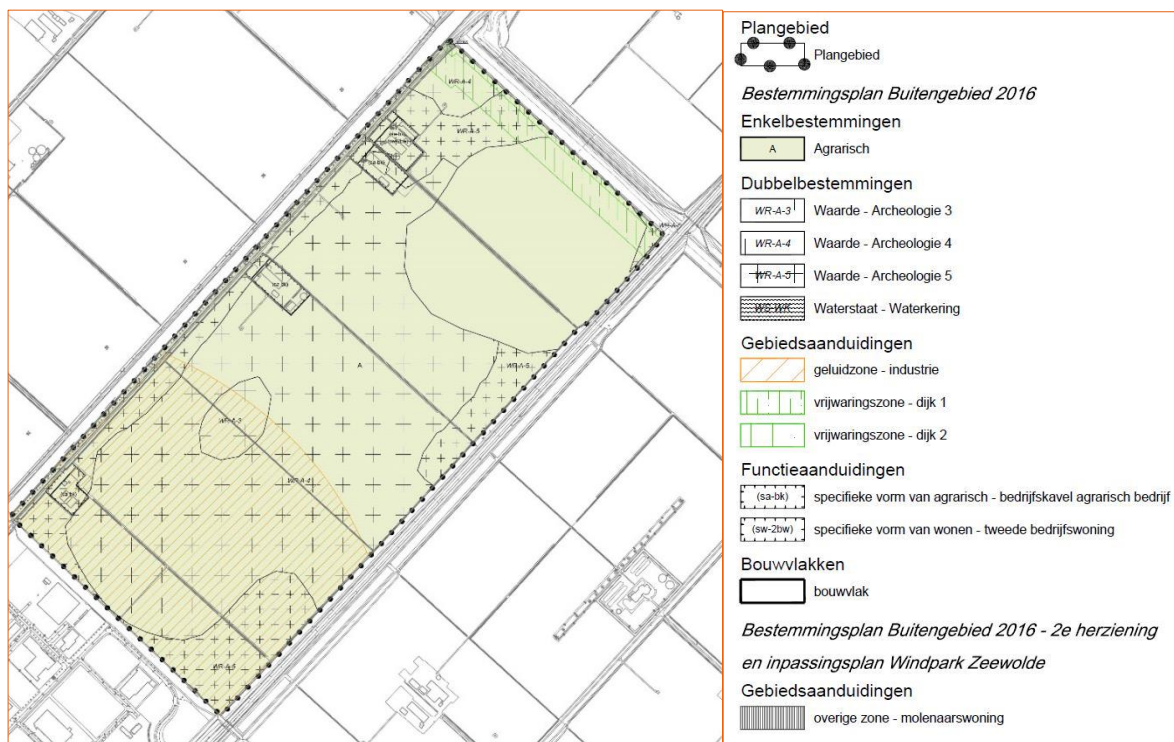 WR-A-4
WR-A-5
(sa-bk)
(sa-bk)
WR-A-5
A
WR-A-3
WR-A-4
(sa-bk)
WR-A-5
Plangebied
Plangebied
Bestemmingsplan Buitengebied 2016
Enkelbestemmingen
A Agrarisch
Dubbelbestemmingen
WR-A-3 Waarde - Archeologie 3
WR-A-4 Waarde - Archeologie 4
WR-A-5 Waarde - Archeologie 5
WS-WK Waterstaat - Waterkering
Gebiedsaanduidingen
geluidzone - industrie
vrijwaringszone - dijk 1
vrijwaringszone - dijk 2
Functieaanduidingen
(sa-bk) specifieke vorm van agrarisch - bedrijfskavel agrarisch bedrijf
(sw-2bw) specifieke vorm van wonen - tweede bedrijfswoning
Bouwvlakken
bouwvlak
Bestemmingsplan Buitengebied 2016 - 2e herziening
en inpassingsplan Windpark Zeewolde
Gebiedsaanduidingen
overige zone - molenaarswoning